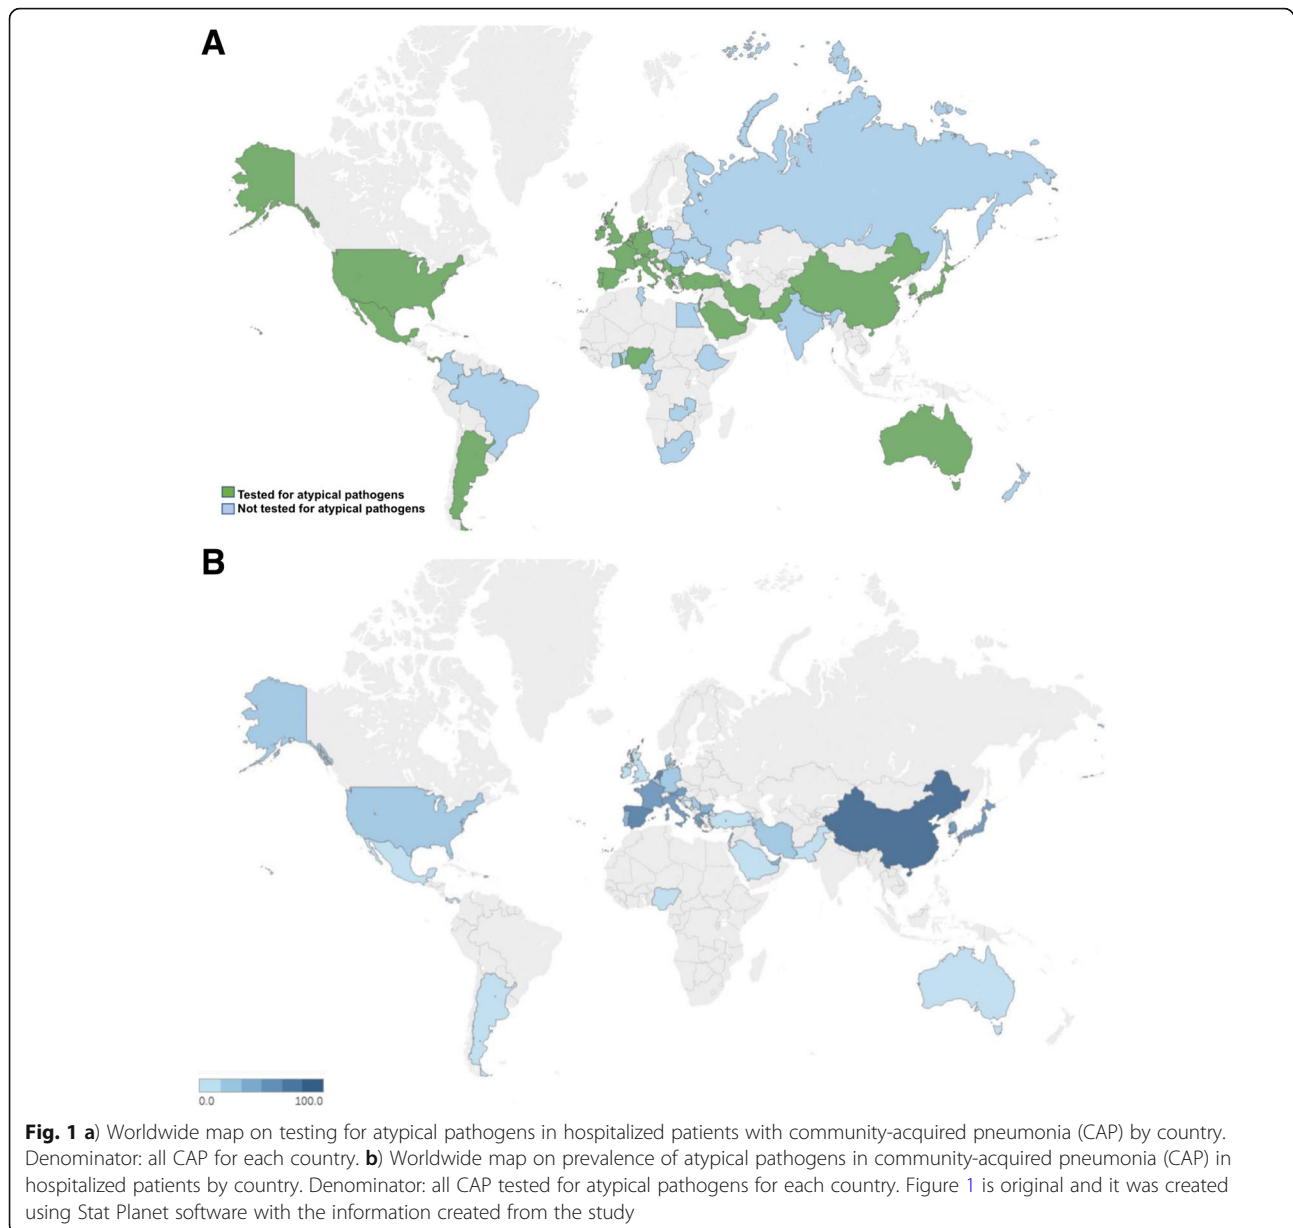 A
Tested for atypical pathogens
Not tested for atypical pathogens
B
0.0 100.0
Fig. 1 a) Worldwide map on testing for atypical pathogens in hospitalized patients with community-acquired pneumonia (CAP) by country.
Denominator: all CAP for each country. b) Worldwide map on prevalence of atypical pathogens in community-acquired pneumonia (CAP) in
hospitalized patients by country. Denominator: all CAP tested for atypical pathogens for each country. Figure 1 is original and it was created
using Stat Planet software with the information created from the study